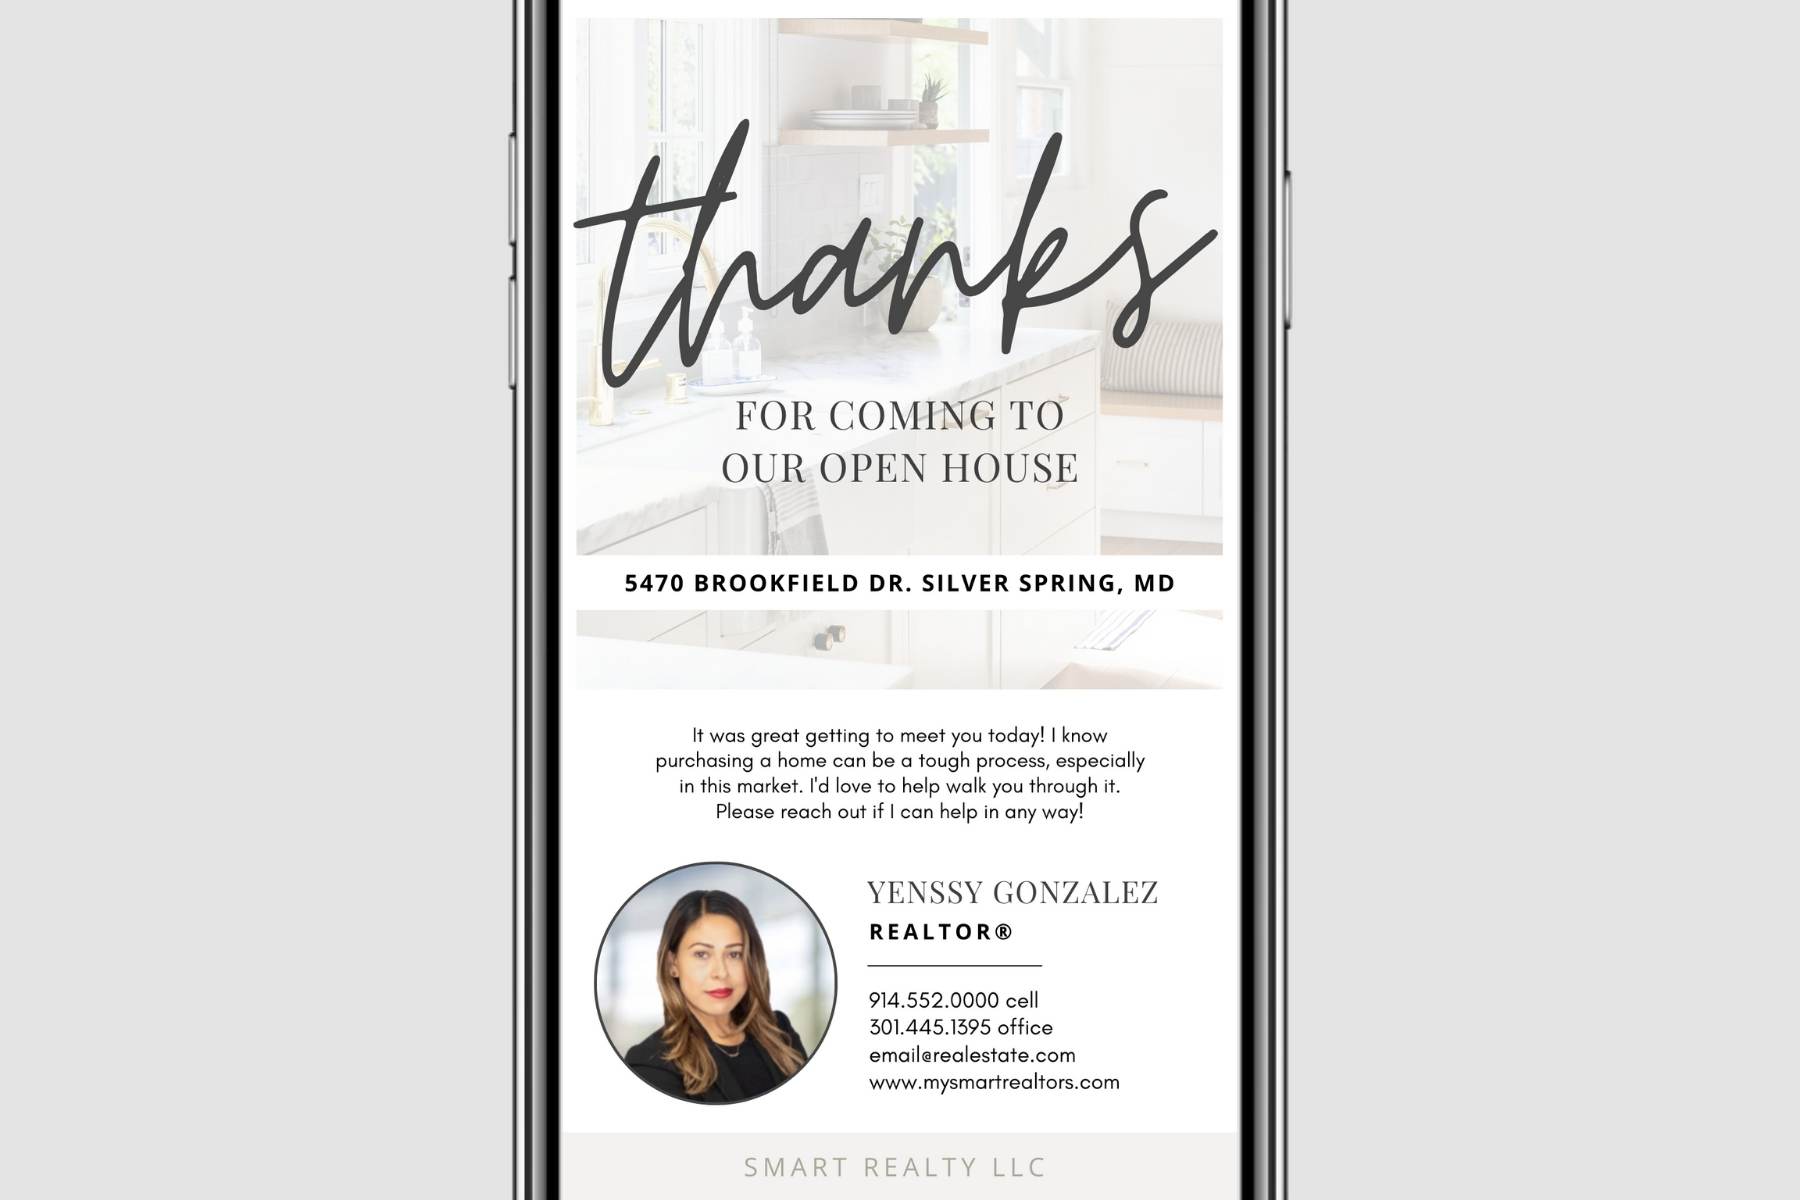 thanks
FOR COMING TO
OUR OPEN HOUSE
5470 BROOKFIELD DR. SILVER SPRING, MD
It was great getting to meet you today! I know
purchasing a home can be a tough process, especially
in this market. I'd love to help walk you through it.
Please reach out if I can help in any way!
YENSSY GONZALEZ
REALTOR®
914.552.0000 cell
301.445.1395 office
email@realestate.com
www.mysmartrealtors.com
SMART REALTY LLC